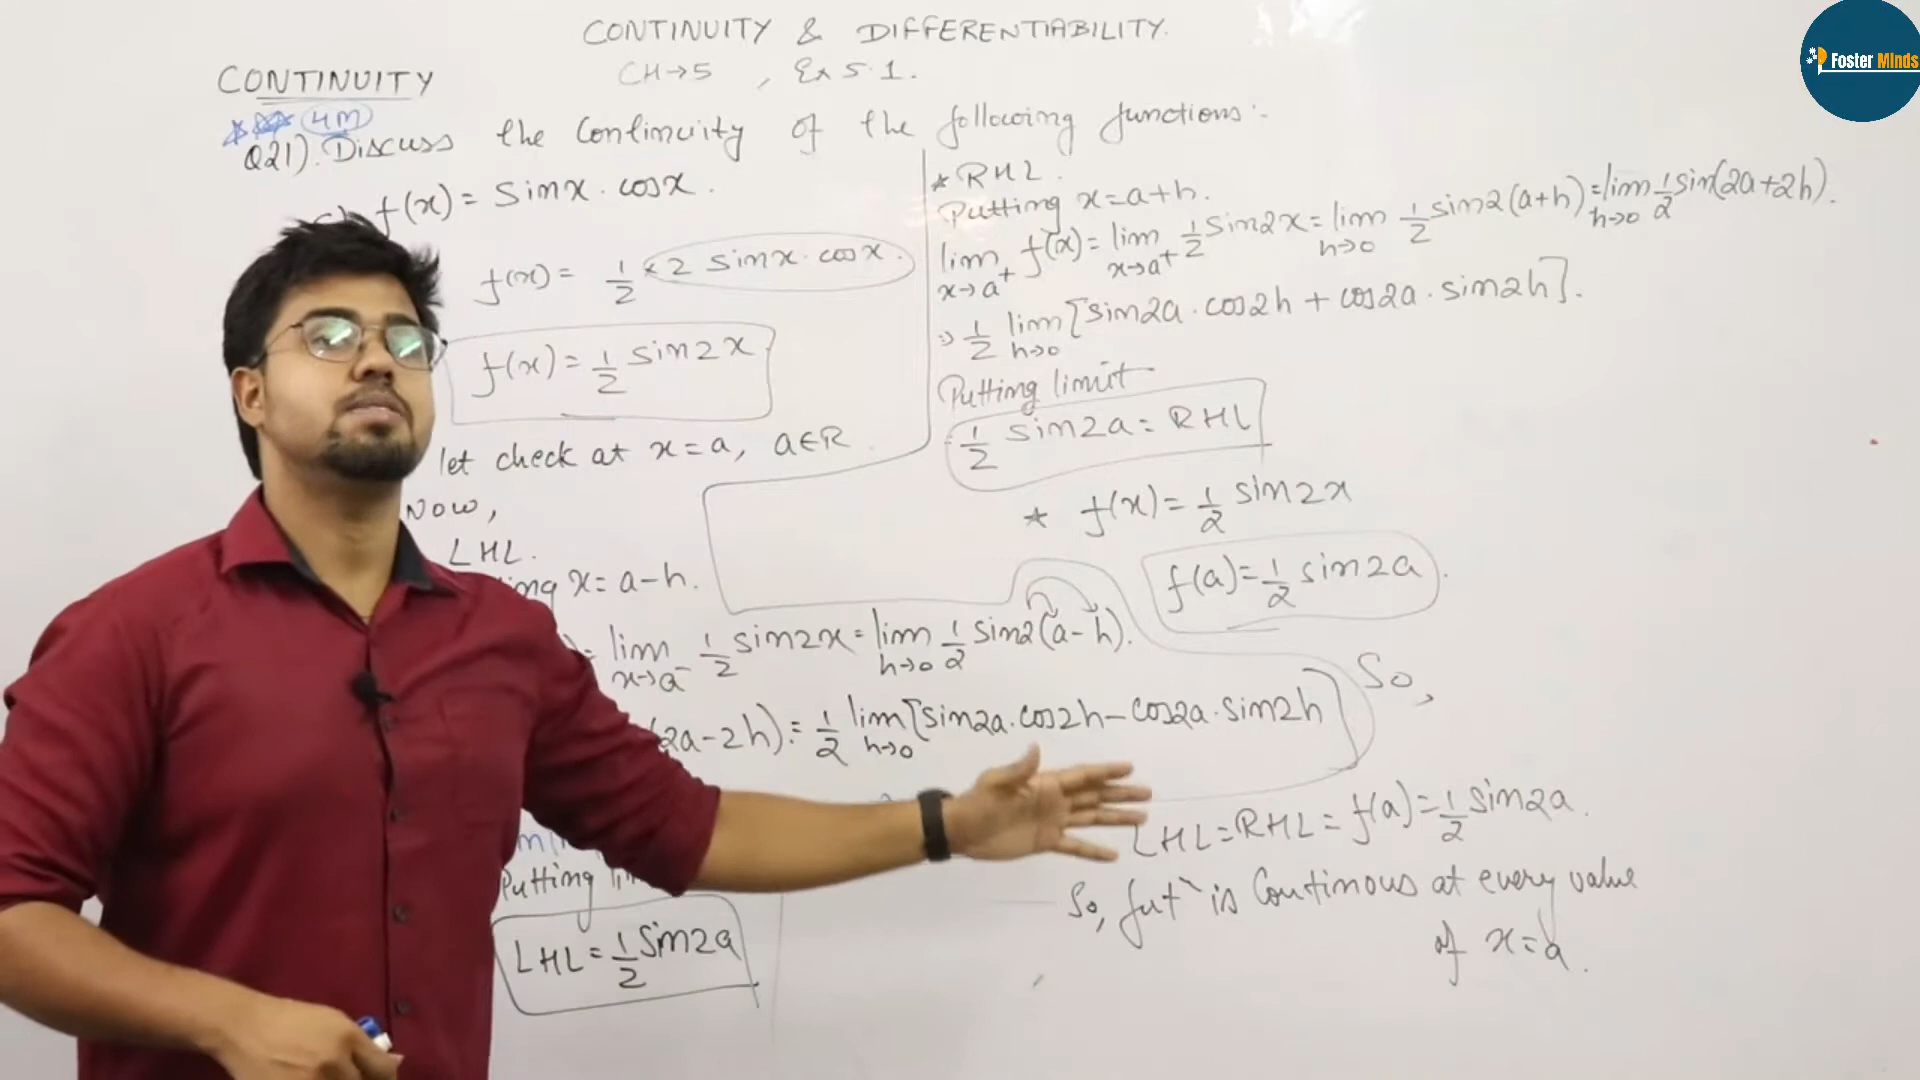 CONTINUITY & DIFFERENTIABILITY.
CH→5 , Ex 5.1.
CONTINUITY
4M
Q21). Discuss the Continuity of the following functions:-
f(x) = sinx . cosx .
f(x) = 1/2 × 2 sinx . cosx .
f(x) = 1/2 sin2x
let check at x = a, a∈R
Now,
LHL.
x = a-h.
lim x→a⁻ 1/2 sin2x = lim h→0 1/2 sin2(a-h).
(2a-2h) = 1/2 lim h→0 [sin2a.cos2h - cos2a.sin2h]
Putting
LHL = 1/2 sin2a
* RHL.
Putting x = a+h.
lim x→a⁺ f(x) = lim x→a⁺ 1/2 sin2x = lim h→0 1/2 sin2(a+h) = lim h→0 1/2 sin(2a+2h).
⇒ 1/2 lim h→0 [sin2a . cos2h + cos2a . sin2h].
Putting limit
1/2 sin2a = RHL
* f(x) = 1/2 sin2x
f(a) = 1/2 sin2a .
So,
LHL = RHL = f(a) = 1/2 sin2a .
So, fut` is Continous at every value
of x = a .
Foster Minds